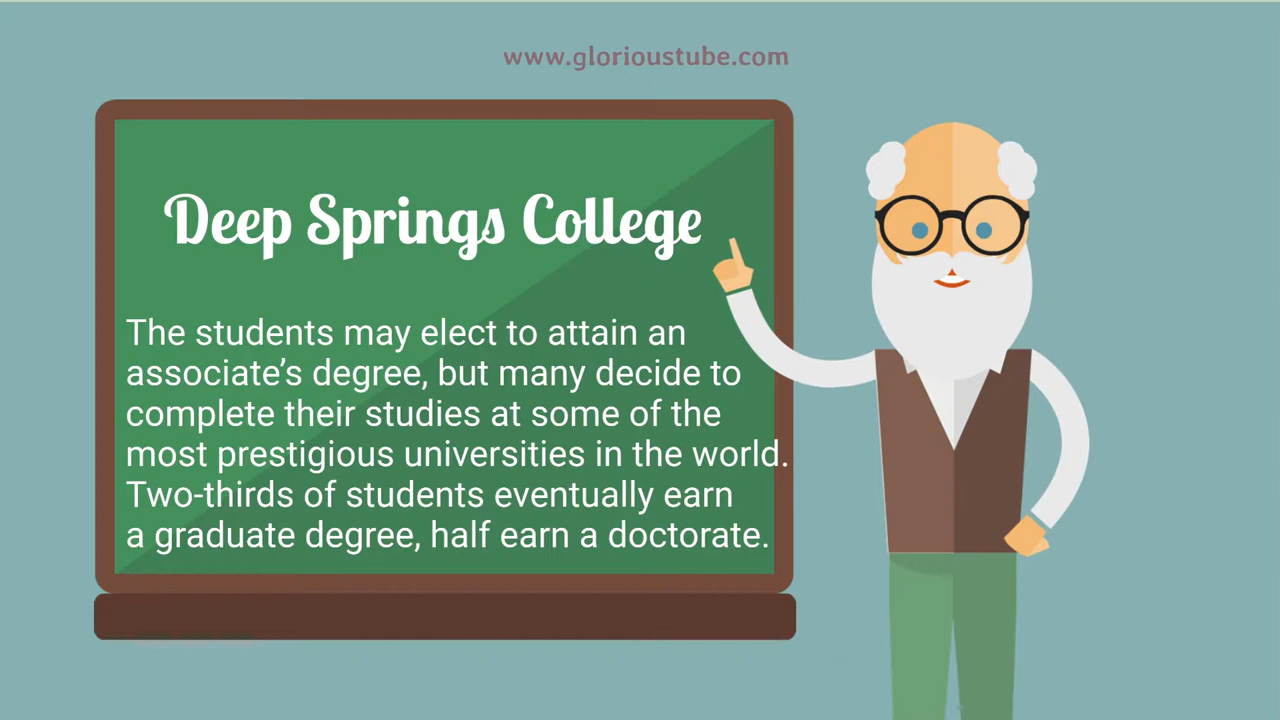 www.glorioustube.com
Deep Springs College
The students may elect to attain an
associate’s degree, but many decide to
complete their studies at some of the
most prestigious universities in the world.
Two-thirds of students eventually earn
a graduate degree, half earn a doctorate.